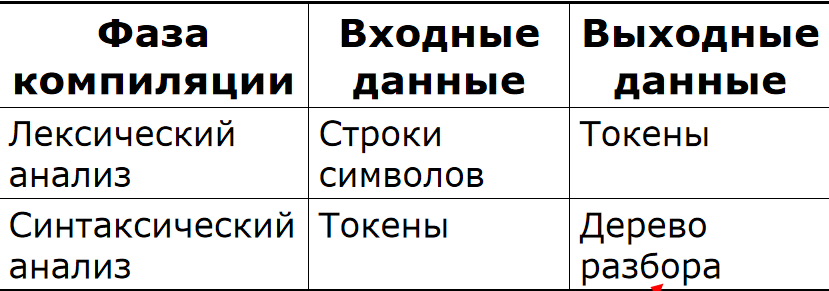 Фаза компиляции
Входные данные
Выходные данные
Лексический анализ
Строки символов
Токены
Синтаксический анализ
Токены
Дерево разбора